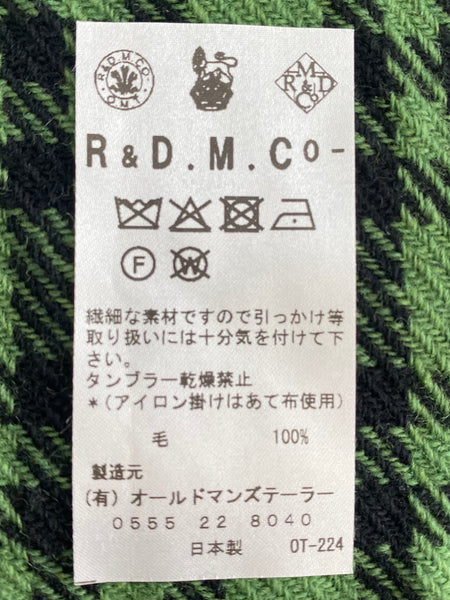 R&D.M.CO.
O.M.T.
R M D
& Co
R & D . M . Co -
F W
繊細な素材ですので引っかけ等
取り扱いには十分気を付けて下
さい。
タンブラー乾燥禁止
*(アイロン掛けはあて布使用)
毛 100%
製造元
(有) オールドマンズテーラー
0555 22 8040
日本製 OT-224